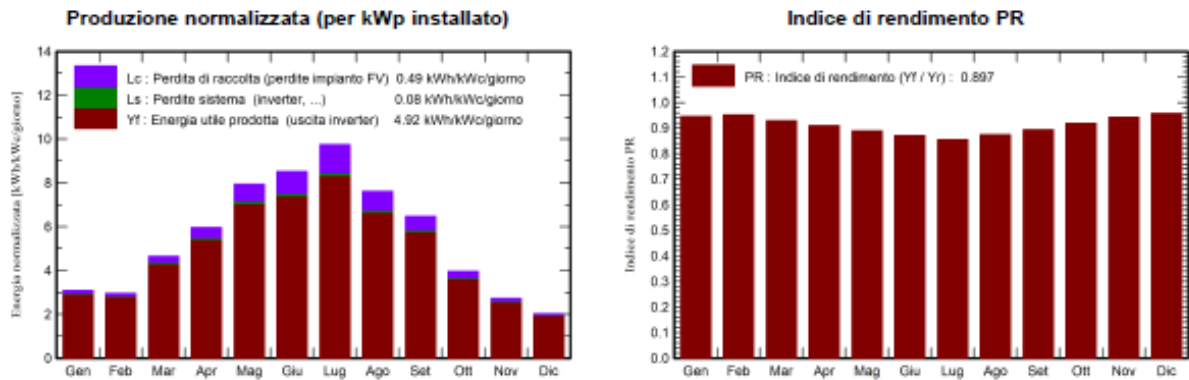 Produzione normalizzata (per kWp installato)
14
12
10
8
6
4
2
0
Energia normalizzata [kWh/kWc/giorno]
Lc : Perdita di raccolta (perdite impianto FV) 0.49 kWh/kWc/giorno
Ls : Perdite sistema (inverter, ...) 0.08 kWh/kWc/giorno
Yf : Energia utile prodotta (uscita inverter) 4.92 kWh/kWc/giorno
Gen Feb Mar Apr Mag Giu Lug Ago Set Ott Nov Dic
Indice di rendimento PR
1.2
1.1
1.0
0.9
0.8
0.7
0.6
0.5
0.4
0.3
0.2
0.1
0.0
Indice di rendimento PR
PR : Indice di rendimento (Yf / Yr) : 0.897
Gen Feb Mar Apr Mag Giu Lug Ago Set Ott Nov Dic